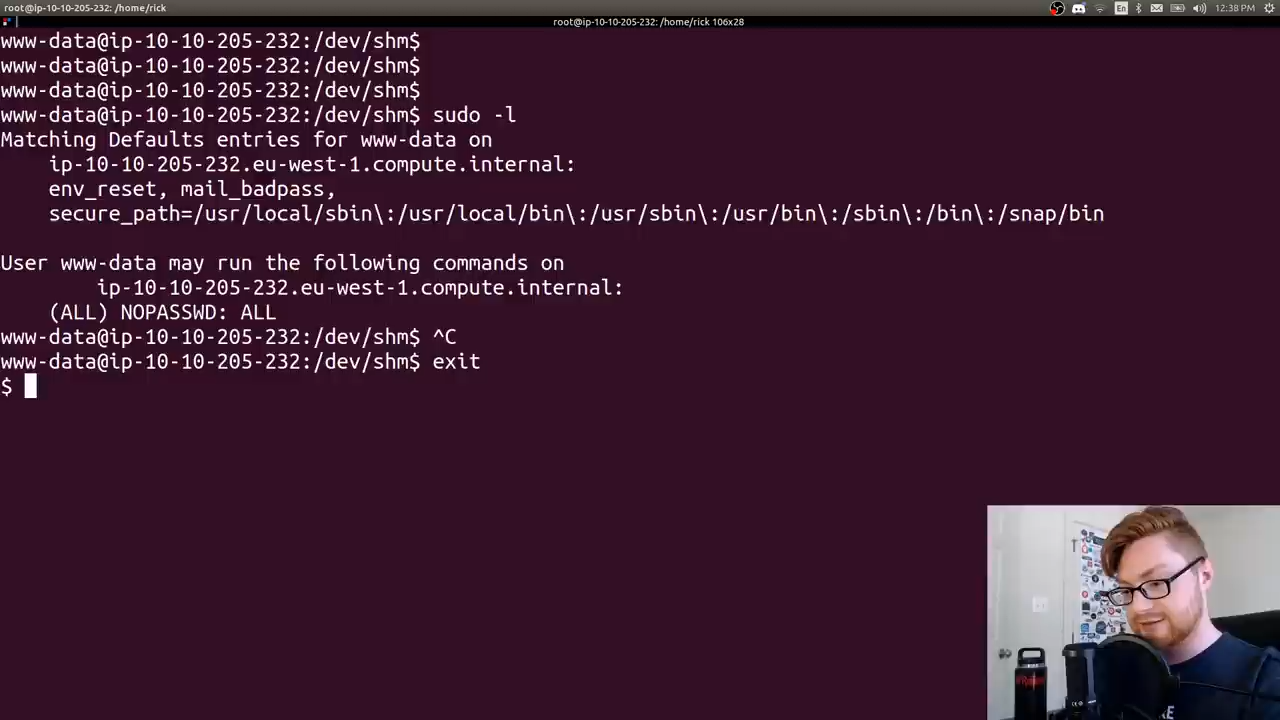 root@ip-10-10-205-232: /home/rick
En
12:38 PM
root@ip-10-10-205-232: /home/rick 106x28
www-data@ip-10-10-205-232:/dev/shm$
www-data@ip-10-10-205-232:/dev/shm$
www-data@ip-10-10-205-232:/dev/shm$
www-data@ip-10-10-205-232:/dev/shm$ sudo -l
Matching Defaults entries for www-data on
ip-10-10-205-232.eu-west-1.compute.internal:
env_reset, mail_badpass,
secure_path=/usr/local/sbin\:/usr/local/bin\:/usr/sbin\:/usr/bin\:/sbin\:/bin\:/snap/bin
User www-data may run the following commands on
ip-10-10-205-232.eu-west-1.compute.internal:
(ALL) NOPASSWD: ALL
www-data@ip-10-10-205-232:/dev/shm$ ^C
www-data@ip-10-10-205-232:/dev/shm$ exit
$